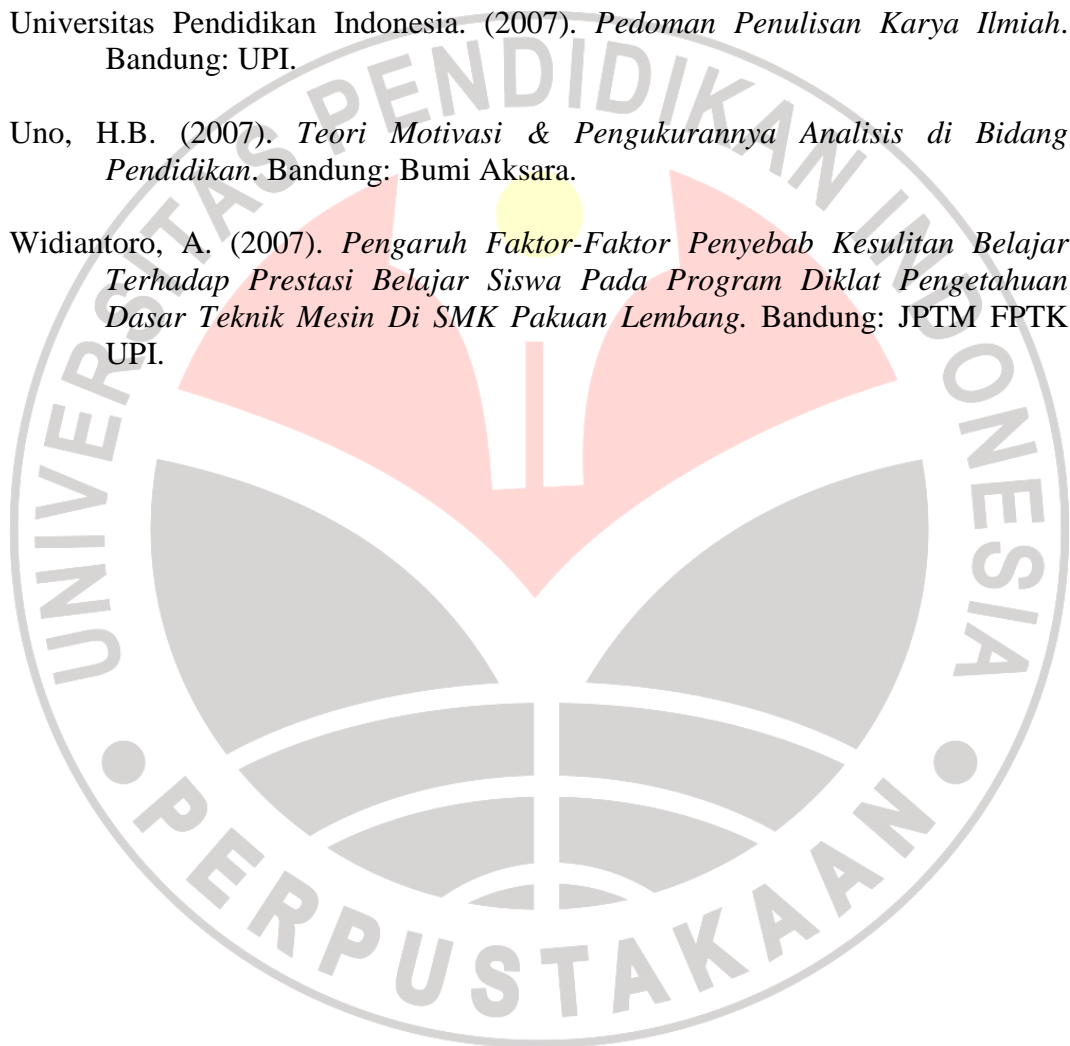 Universitas Pendidikan Indonesia. (2007). Pedoman Penulisan Karya Ilmiah.
Bandung: UPI.
Uno, H.B. (2007). Teori Motivasi & Pengukurannya Analisis di Bidang
Pendidikan. Bandung: Bumi Aksara.
Widiantoro, A. (2007). Pengaruh Faktor-Faktor Penyebab Kesulitan Belajar
Terhadap Prestasi Belajar Siswa Pada Program Diklat Pengetahuan
Dasar Teknik Mesin Di SMK Pakuan Lembang. Bandung: JPTM FPTK
UPI.
UNIVERSITAS PENDIDIKAN INDONESIA
PERPUSTAKAAN